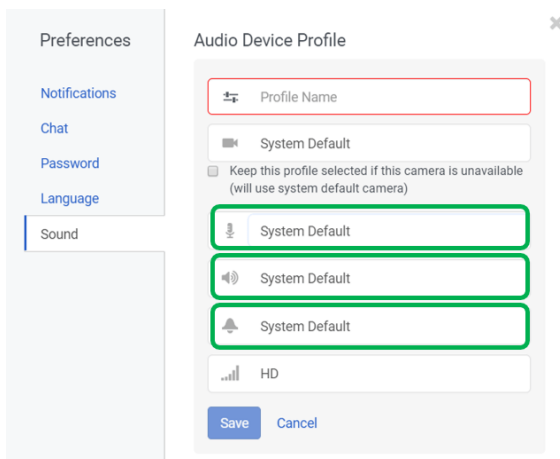 Preferences
Notifications
Chat
Password
Language
Sound
Audio Device Profile
Profile Name
System Default
Keep this profile selected if this camera is unavailable
(will use system default camera)
System Default
System Default
System Default
HD
Save
Cancel